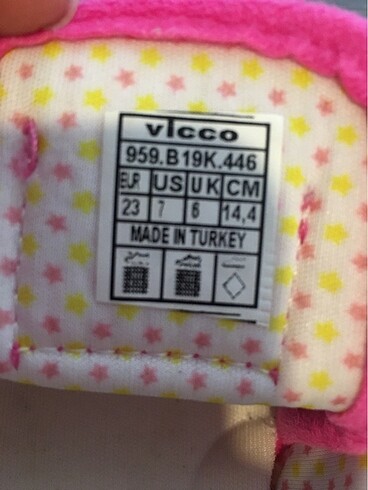 vicco
959.B19K.446
EUR US UK CM
23 7 6 14,4
MADE IN TURKEY